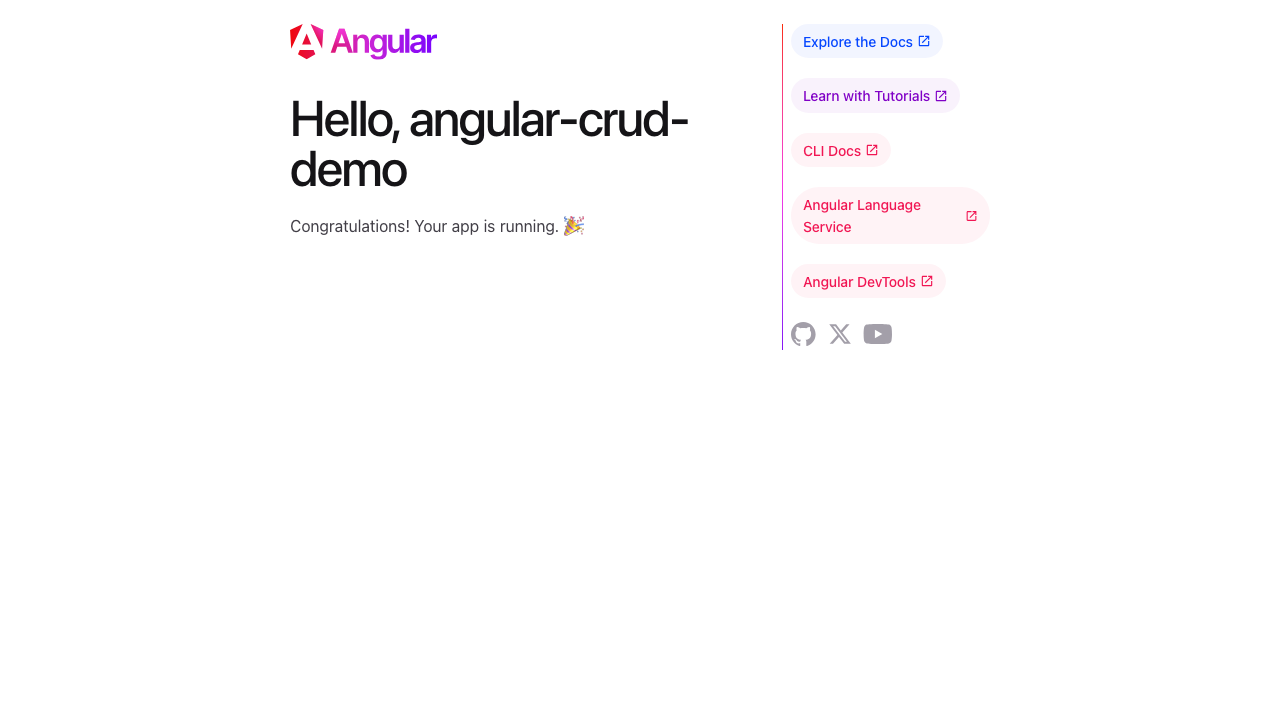 Angular
Hello, angular-crud-
demo
Congratulations! Your app is running. 🎉
Explore the Docs
Learn with Tutorials
CLI Docs
Angular Language
Service
Angular DevTools